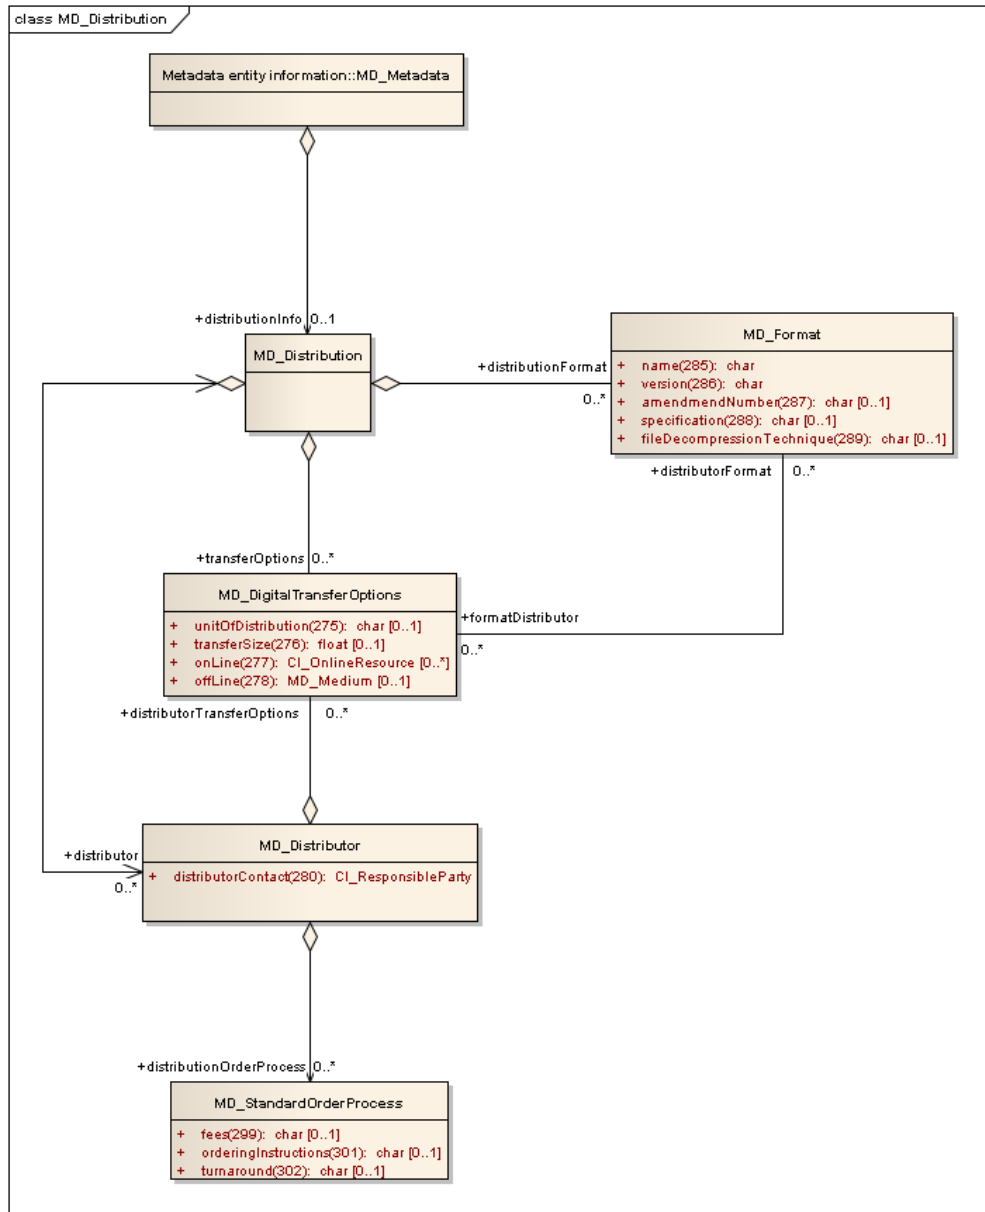 class MD_Distribution
Metadata entity information::MD_Metadata
+distributionInfo 0..1
MD_Distribution
+distributionFormat
0..*
MD_Format
+ name(285): char
+ version(286): char
+ amendmendNumber(287): char [0..1]
+ specification(288): char [0..1]
+ fileDecompressionTechnique(289): char [0..1]
+distributorFormat 0..*
+transferOptions 0..*
MD_DigitalTransferOptions
+ unitOfDistribution(275): char [0..1]
+ transferSize(276): float [0..1]
+ onLine(277): CI_OnlineResource [0..*]
+ offLine(278): MD_Medium [0..1]
+formatDistributor
0..*
+distributorTransferOptions 0..*
+distributor
0..*
MD_Distributor
+ distributorContact(280): CI_ResponsibleParty
+distributionOrderProcess 0..*
MD_StandardOrderProcess
+ fees(299): char [0..1]
+ orderingInstructions(301): char [0..1]
+ turnaround(302): char [0..1]